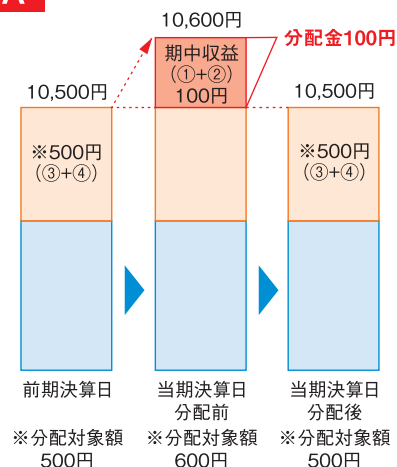 A
10,600円
分配金100円
期中収益
(①+②)
100円
10,500円
10,500円
※500円
(③+④)
※500円
(③+④)
前期決算日
当期決算日
分配前
当期決算日
分配後
※分配対象額
500円
※分配対象額
600円
※分配対象額
500円